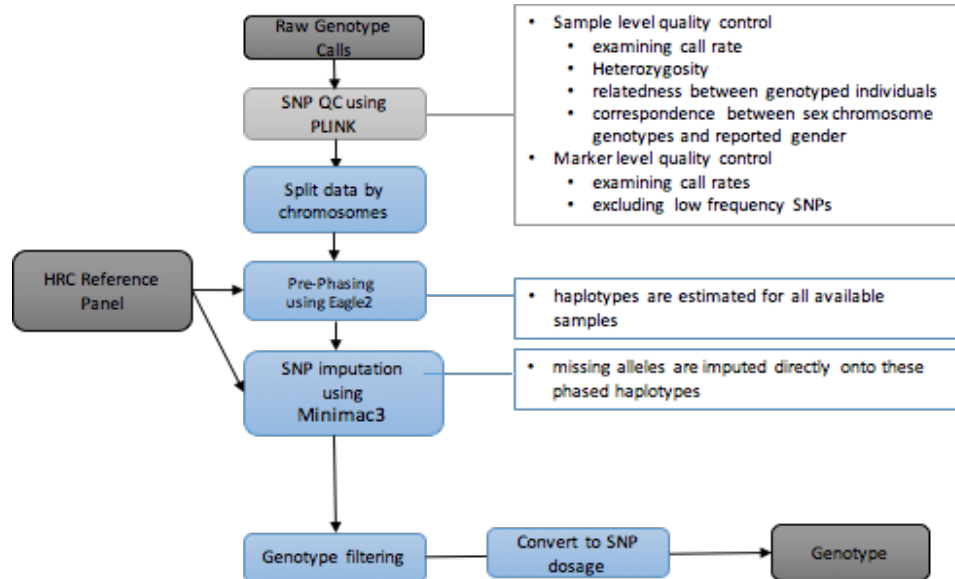 Raw Genotype
Calls
SNP QC using
PLINK
• Sample level quality control
• examining call rate
• Heterozygosity
• relatedness between genotyped individuals
• correspondence between sex chromosome
genotypes and reported gender
• Marker level quality control
• examining call rates
• excluding low frequency SNPs
Split data by
chromosomes
HRC Reference
Panel
Pre-Phasing
using Eagle2
• haplotypes are estimated for all available
samples
SNP imputation
using
Minimac3
• missing alleles are imputed directly onto these
phased haplotypes
Genotype filtering
Convert to SNP
dosage
Genotype